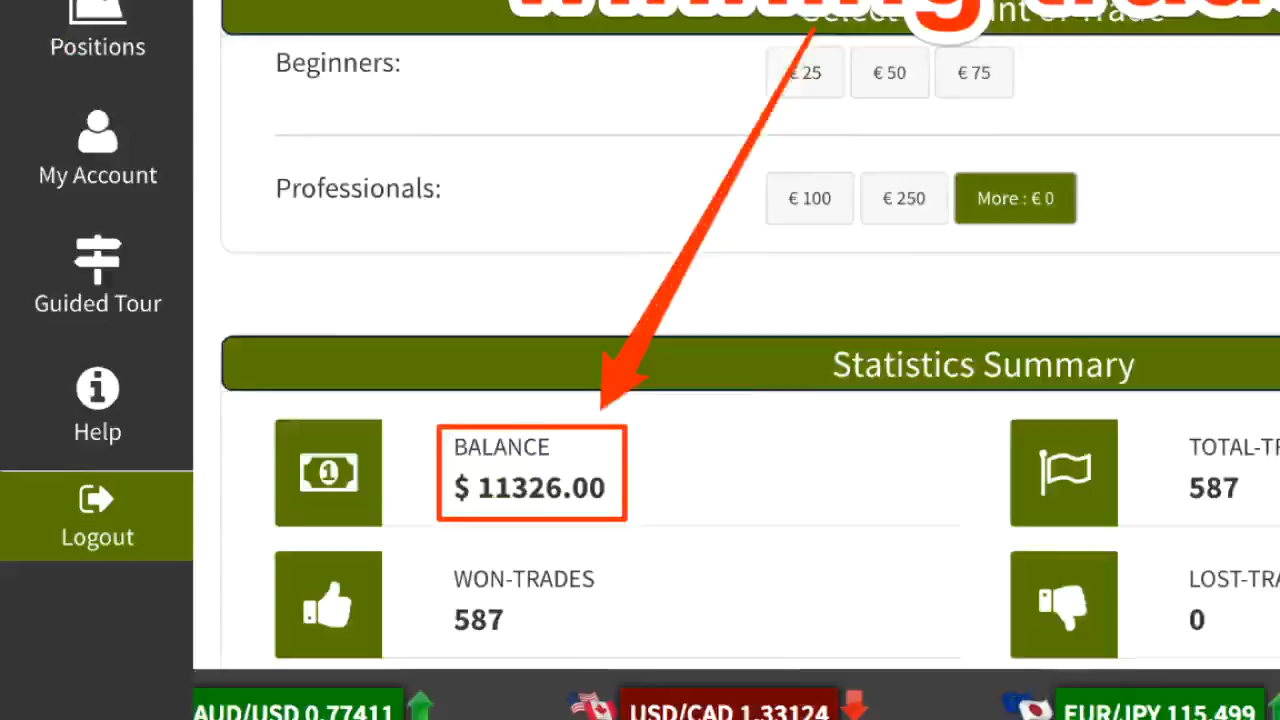 Positions
Beginners:
€ 25
€ 50
€ 75
My Account
Professionals:
€ 100
€ 250
More : € 0
Guided Tour
Help
Logout
Statistics Summary
BALANCE
$ 11326.00
587
WON-TRADES
587
0
AUD/USD 0.77411
USD/CAD 1.33124
EUR/JPY 115.499